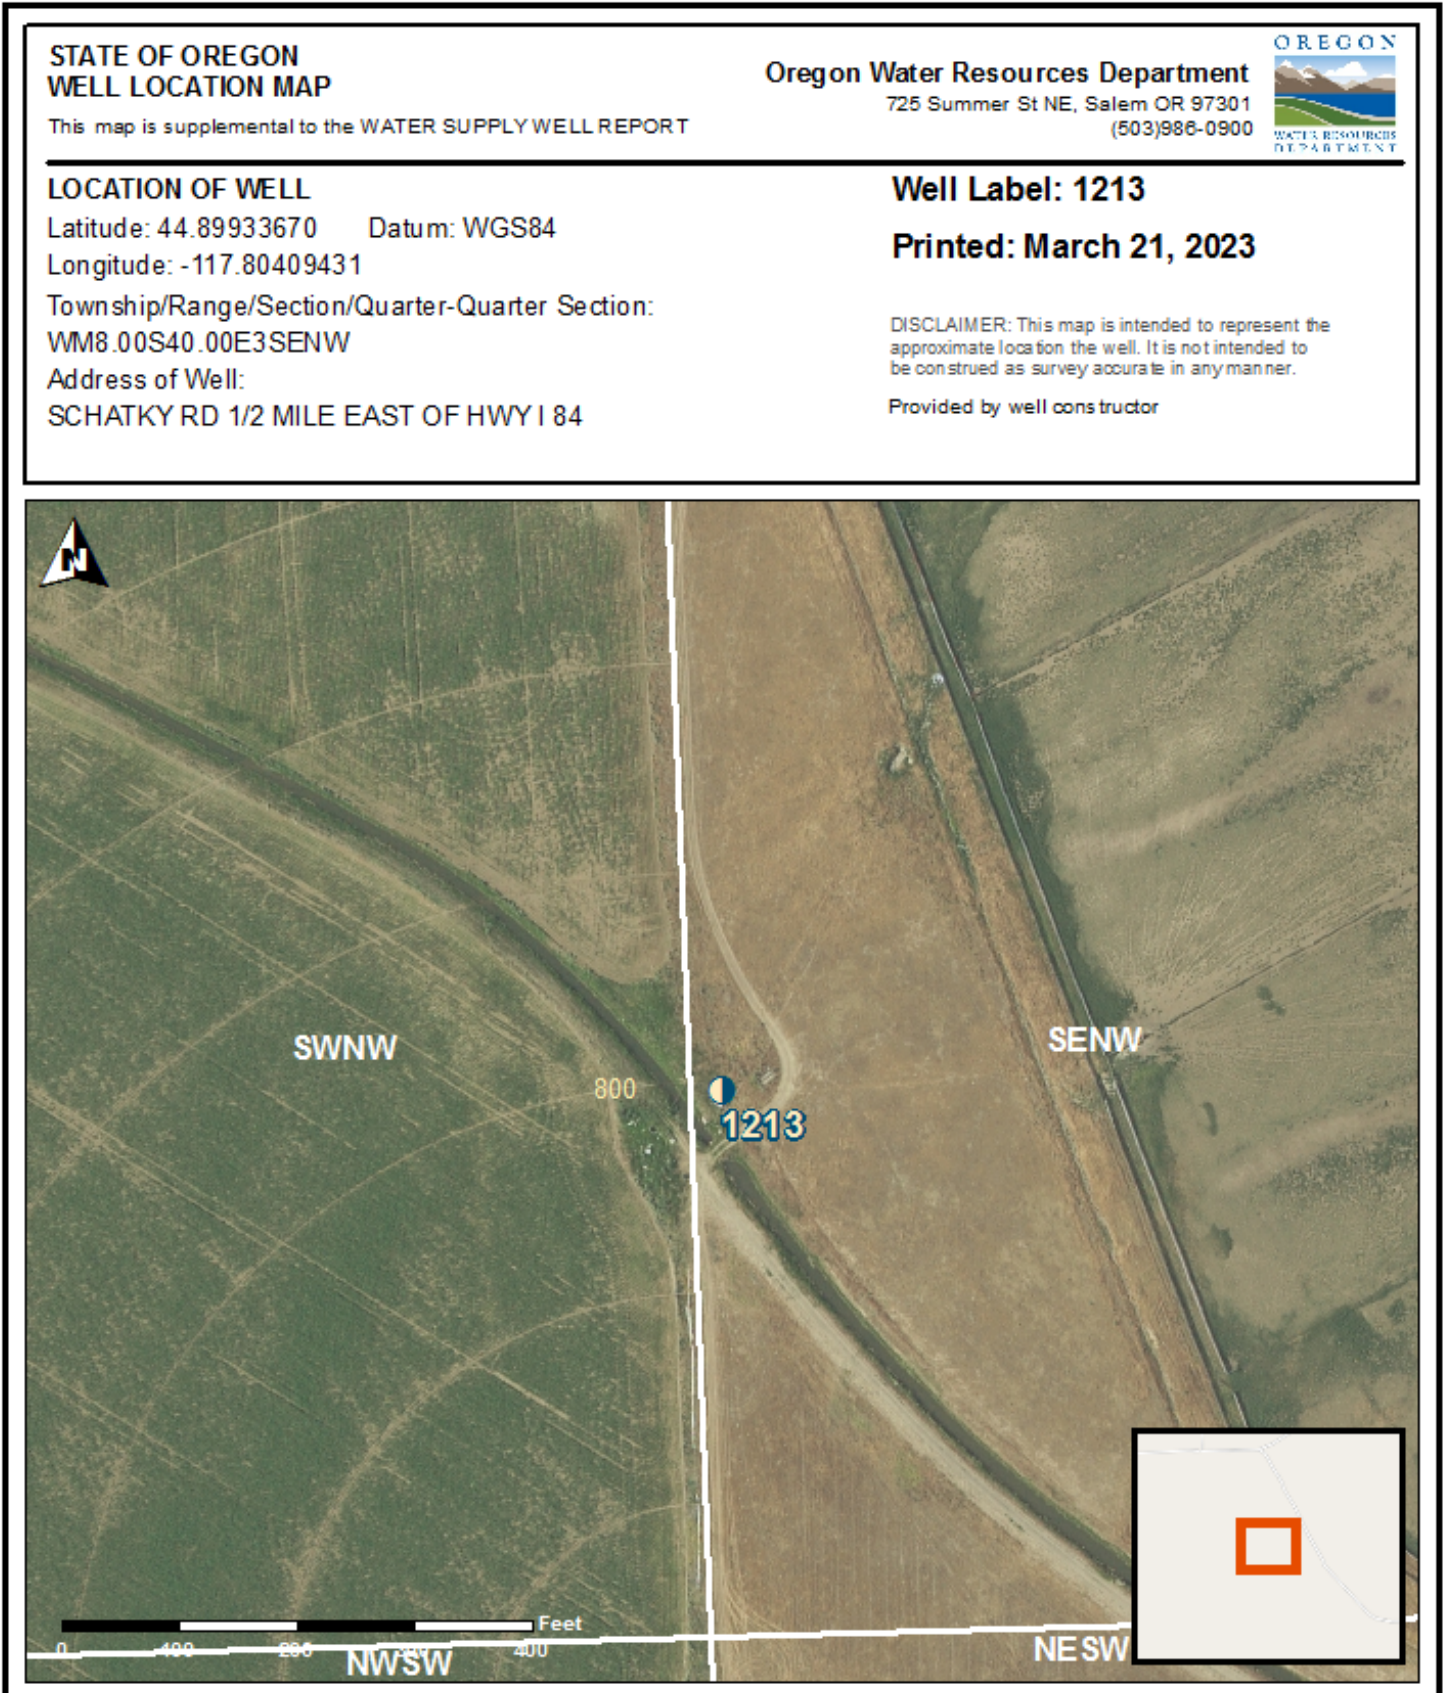 STATE OF OREGON
WELL LOCATION MAP
This map is supplemental to the WATER SUPPLY WELL REPORT
Oregon Water Resources Department
725 Summer St NE, Salem OR 97301
(503)986-0900
OREGON
WATER RESOURCES
DEPARTMENT
LOCATION OF WELL
Latitude: 44.89933670 Datum: WGS84
Longitude: -117.80409431
Township/Range/Section/Quarter-Quarter Section:
WM8.00S40.00E3SENW
Address of Well:
SCHATKY RD 1/2 MILE EAST OF HWY I 84
Well Label: 1213
Printed: March 21, 2023
DISCLAIMER: This map is intended to represent the
approximate location the well. It is not intended to
be construed as survey accurate in any manner.
Provided by well constructor
N
SWNW
SENW
800
1213
Feet
0 400
NWSW
NESW